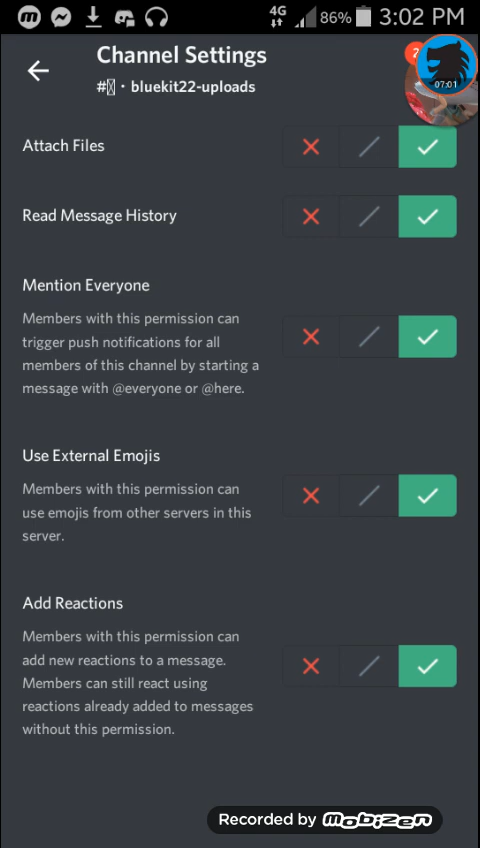 4G 86% 3:02 PM
Channel Settings
2
#▯ · bluekit22-uploads
07:01
Attach Files
Read Message History
Mention Everyone
Members with this permission can
trigger push notifications for all
members of this channel by starting a
message with @everyone or @here.
Use External Emojis
Members with this permission can
use emojis from other servers in this
server.
Add Reactions
Members with this permission can
add new reactions to a message.
Members can still react using
reactions already added to messages
without this permission.
Recorded by Mobizen